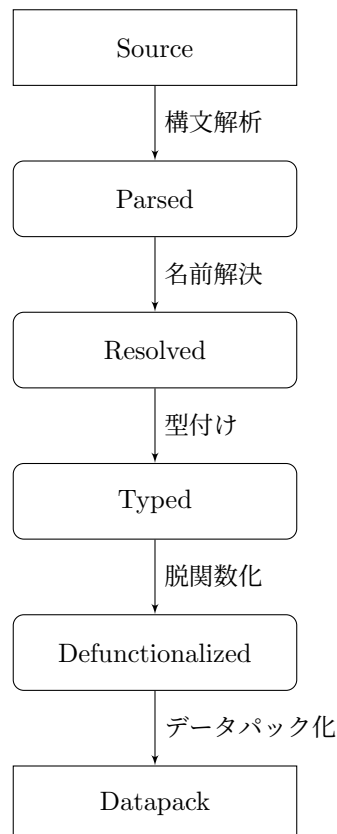 Source
構文解析
Parsed
名前解決
Resolved
型付け
Typed
脱関数化
Defunctionalized
データパック化
Datapack